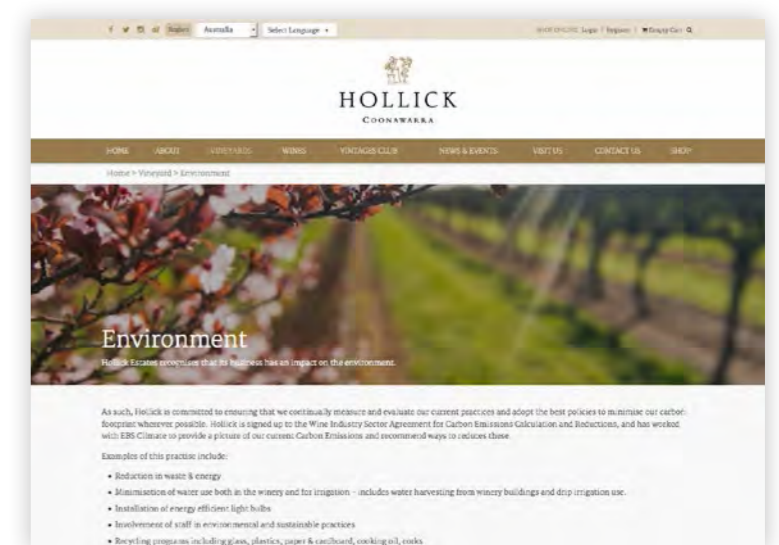 Australia
Select Language
Login | Register | Empty Cart
HOLLICK
COONAWARRA
HOME ABOUT VINEYARDS WINES VINTAGES CLUB NEWS & EVENTS VISIT US CONTACT US SHOP
Home > Vineyard > Environment
Environment
Hollick Estates recognises that its business has an impact on the environment.
As such, Hollick is committed to ensuring that we continually measure and evaluate our current practices and adopt the best policies to minimise our carbon
footprint wherever possible. Hollick is signed up to the Wine Industry Sector Agreement for Carbon Emissions Calculation and Reductions, and has worked
with EBS Climate to provide a picture of our current Carbon Emissions and recommend ways to reduces these.
Examples of this practise include:
• Reduction in waste & energy
• Minimisation of water use both in the winery and for irrigation – includes water harvesting from winery buildings and drip irrigation use.
• Installation of energy efficient light bulbs
• Involvement of staff in environmental and sustainable practices
• Recycling programs including glass, plastics, paper & cardboard, cooking oil, corks